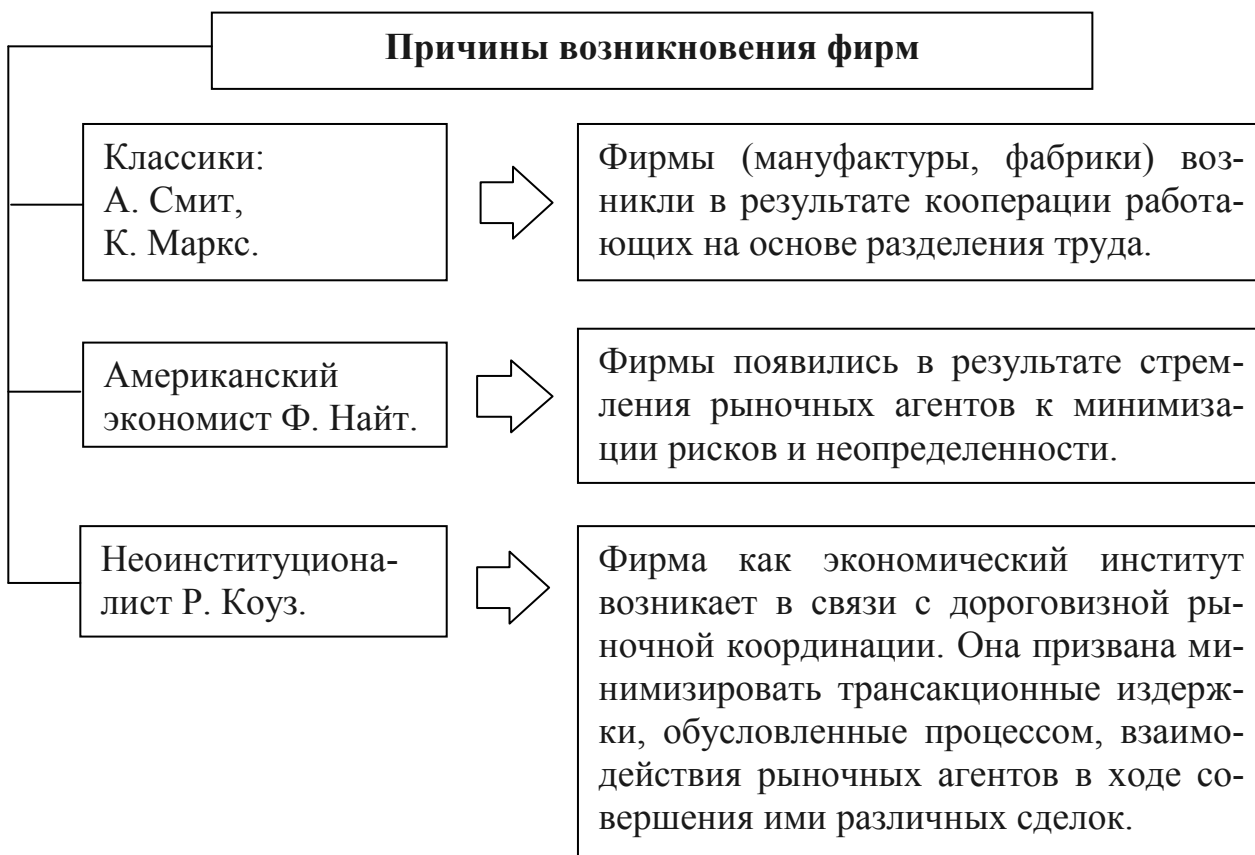 Причины возникновения фирм
Классики:
А. Смит,
К. Маркс.
Фирмы (мануфактуры, фабрики) воз-
никли в результате кооперации работа-
ющих на основе разделения труда.
Американский
экономист Ф. Найт.
Фирмы появились в результате стрем-
ления рыночных агентов к минимиза-
ции рисков и неопределенности.
Неоинституциона-
лист Р. Коуз.
Фирма как экономический институт
возникает в связи с дороговизной ры-
ночной координации. Она призвана ми-
нимизировать трансакционные издерж-
ки, обусловленные процессом, взаимо-
действия рыночных агентов в ходе со-
вершения ими различных сделок.